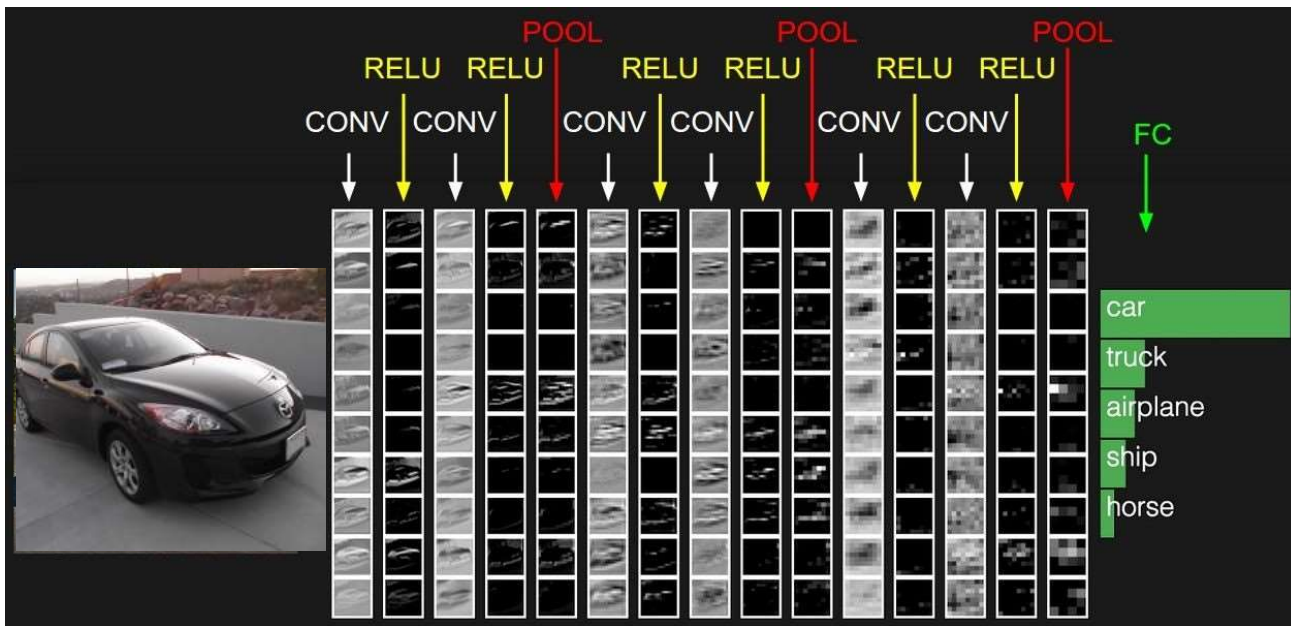 POOL POOL POOL
RELU RELU RELU RELU RELU RELU
CONV CONV CONV CONV CONV CONV
FC
car
truck
airplane
ship
horse